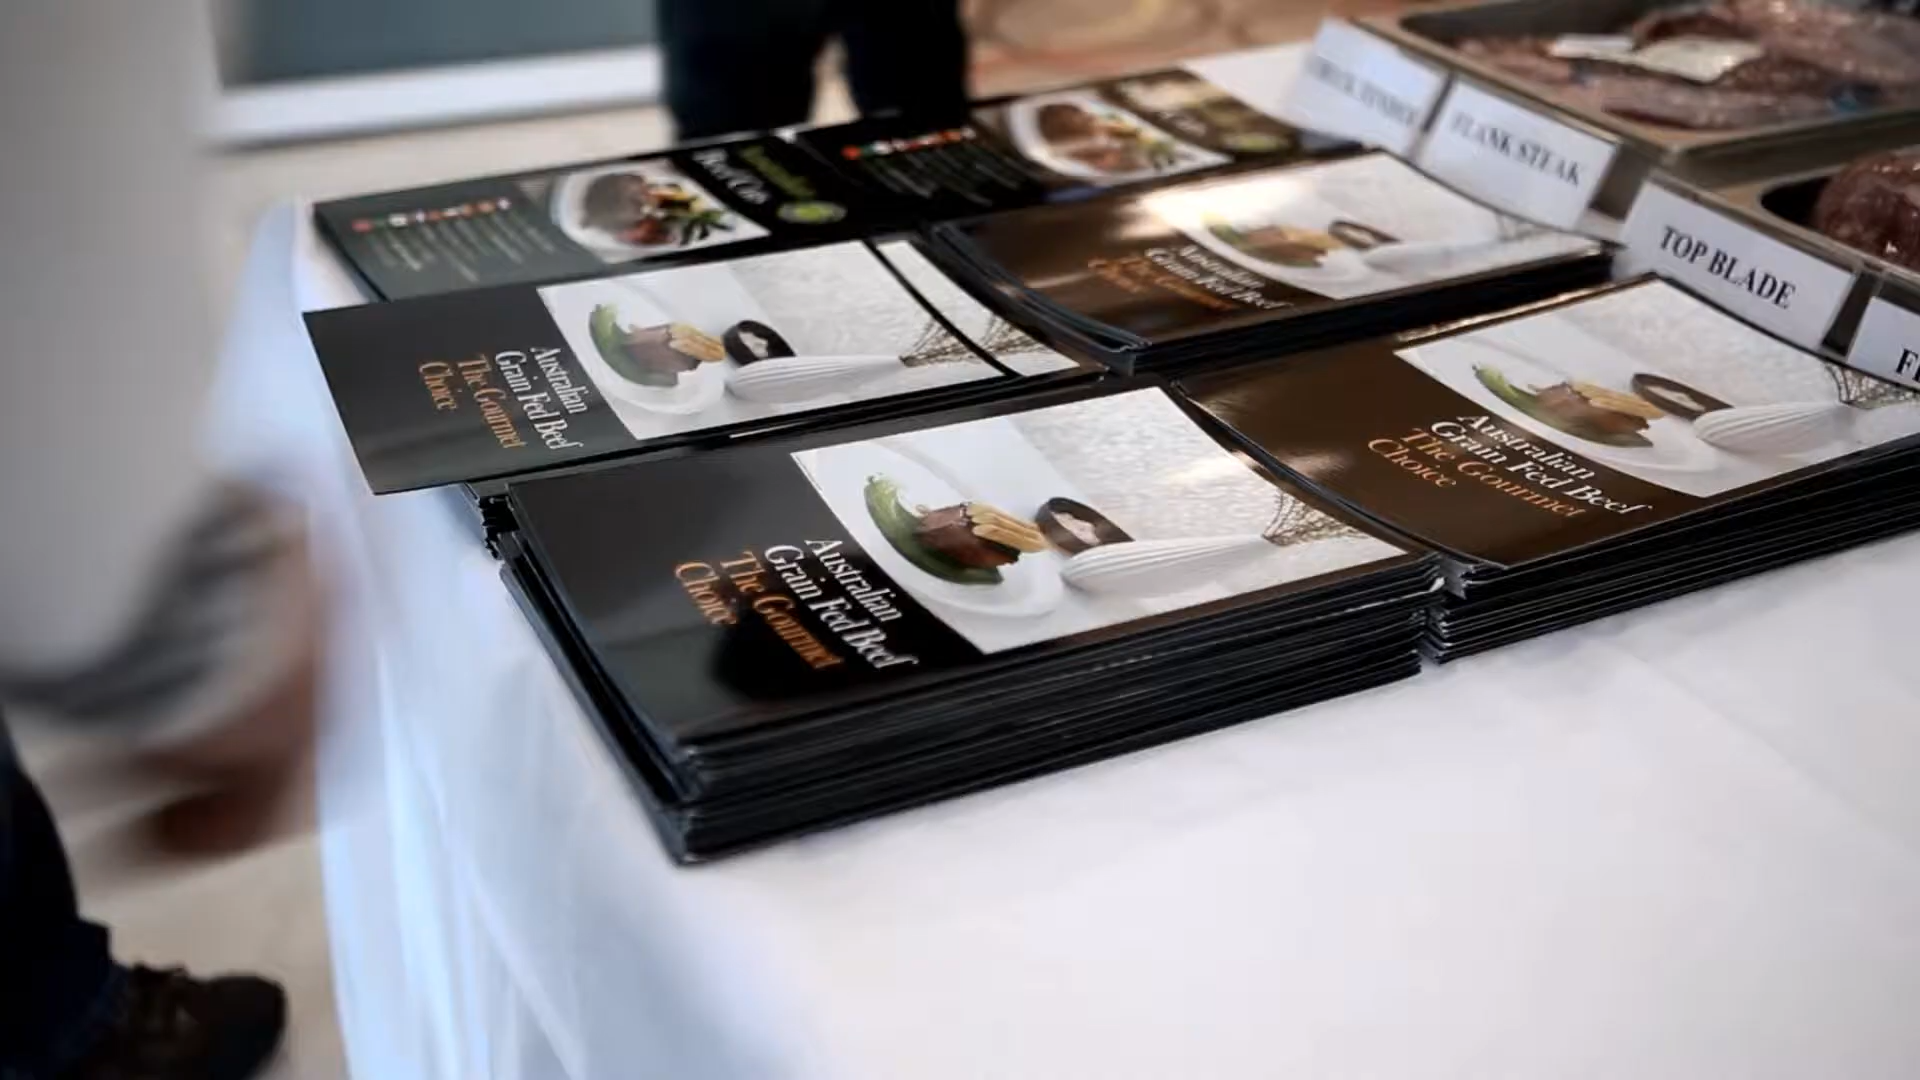 FLANK STEAK
TOP BLADE
Beef Cuts
Australian
Grain Fed Beef
The Gourmet
Choice
Australian
Grain Fed Beef
The Gourmet
Australian
Grain Fed Beef
The Gourmet
Choice
Australian
Grain Fed Beef
The Gourmet
Choice